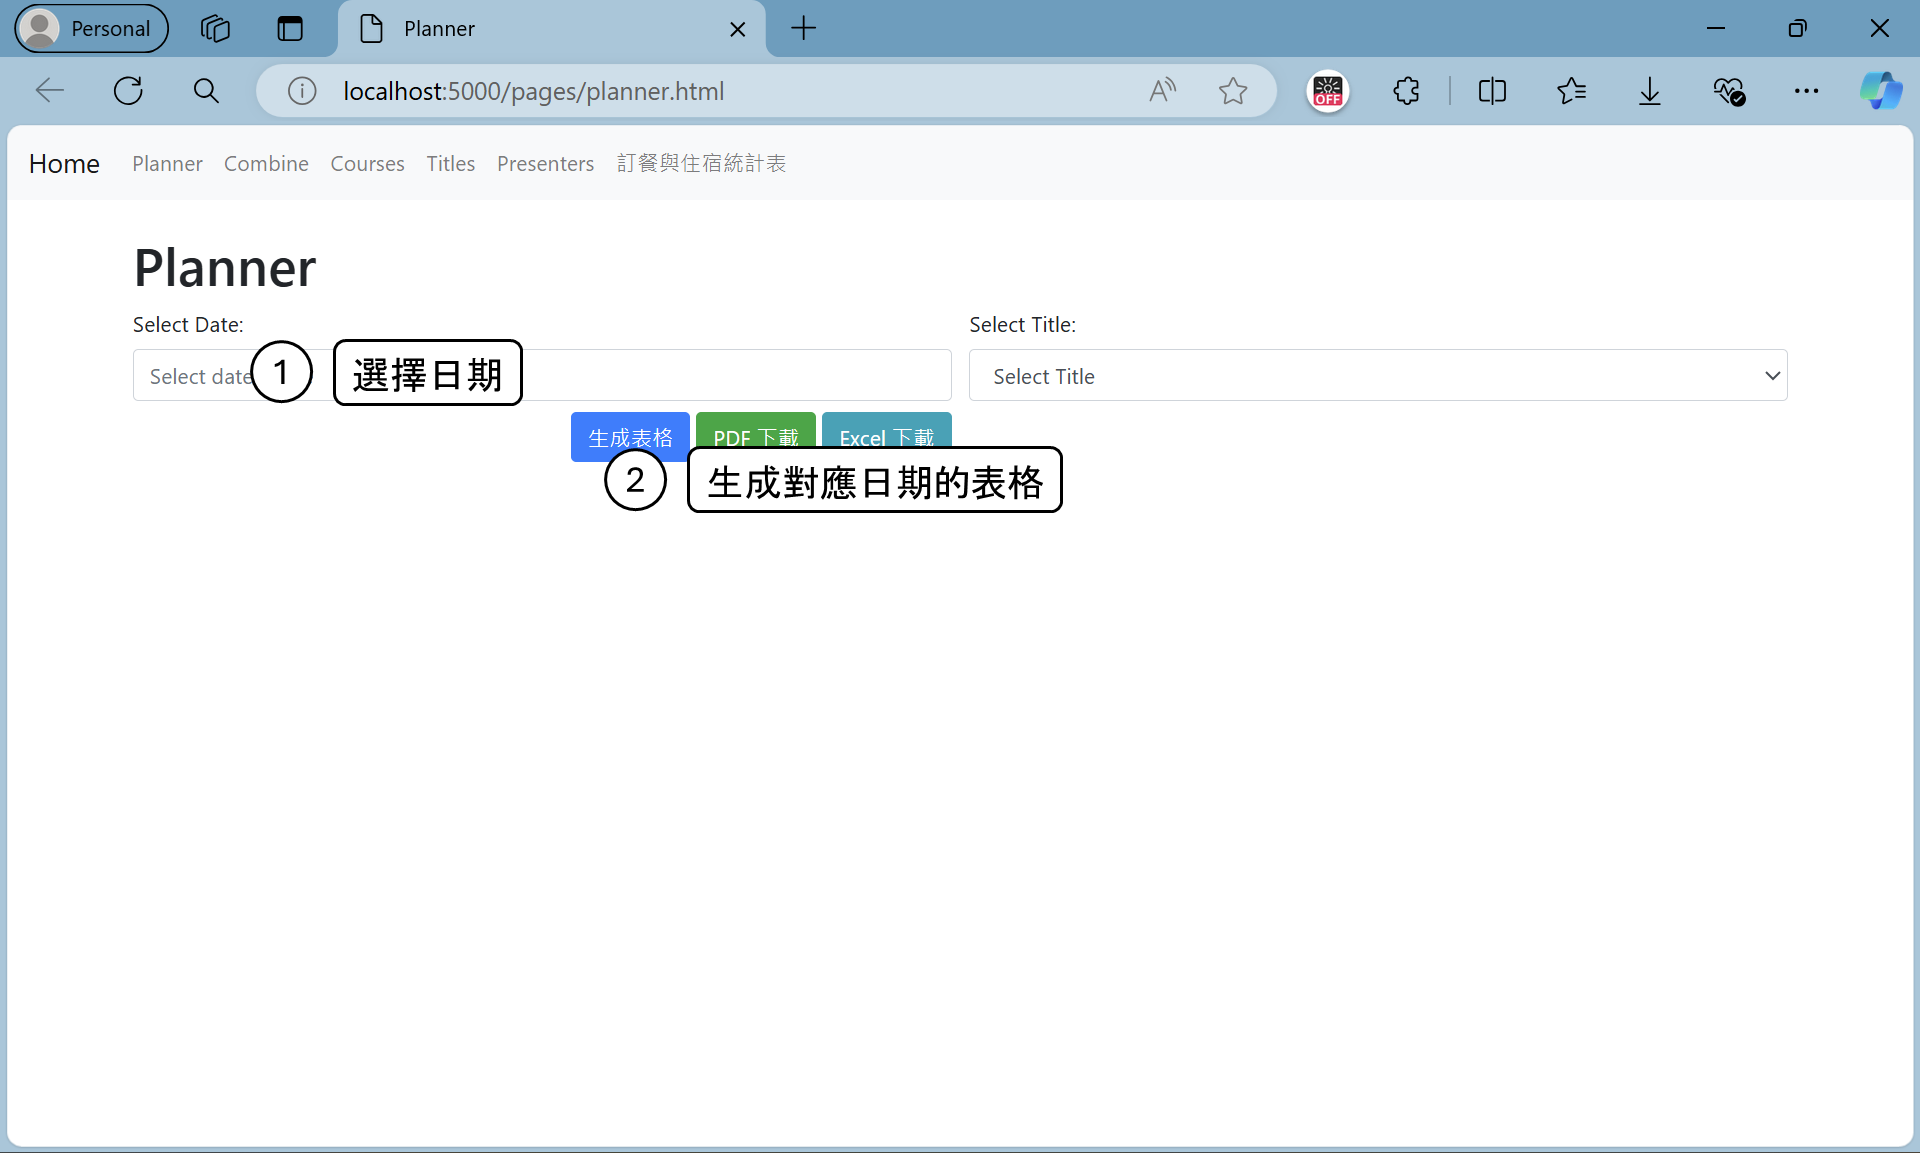 Personal
Planner
localhost:5000/pages/planner.html
OFF
Home Planner Combine Courses Titles Presenters 訂餐與住宿統計表
Planner
Select Date: Select Title:
Select date 1 選擇日期 Select Title
生成表格 PDF 下載 Excel 下載
2 生成對應日期的表格